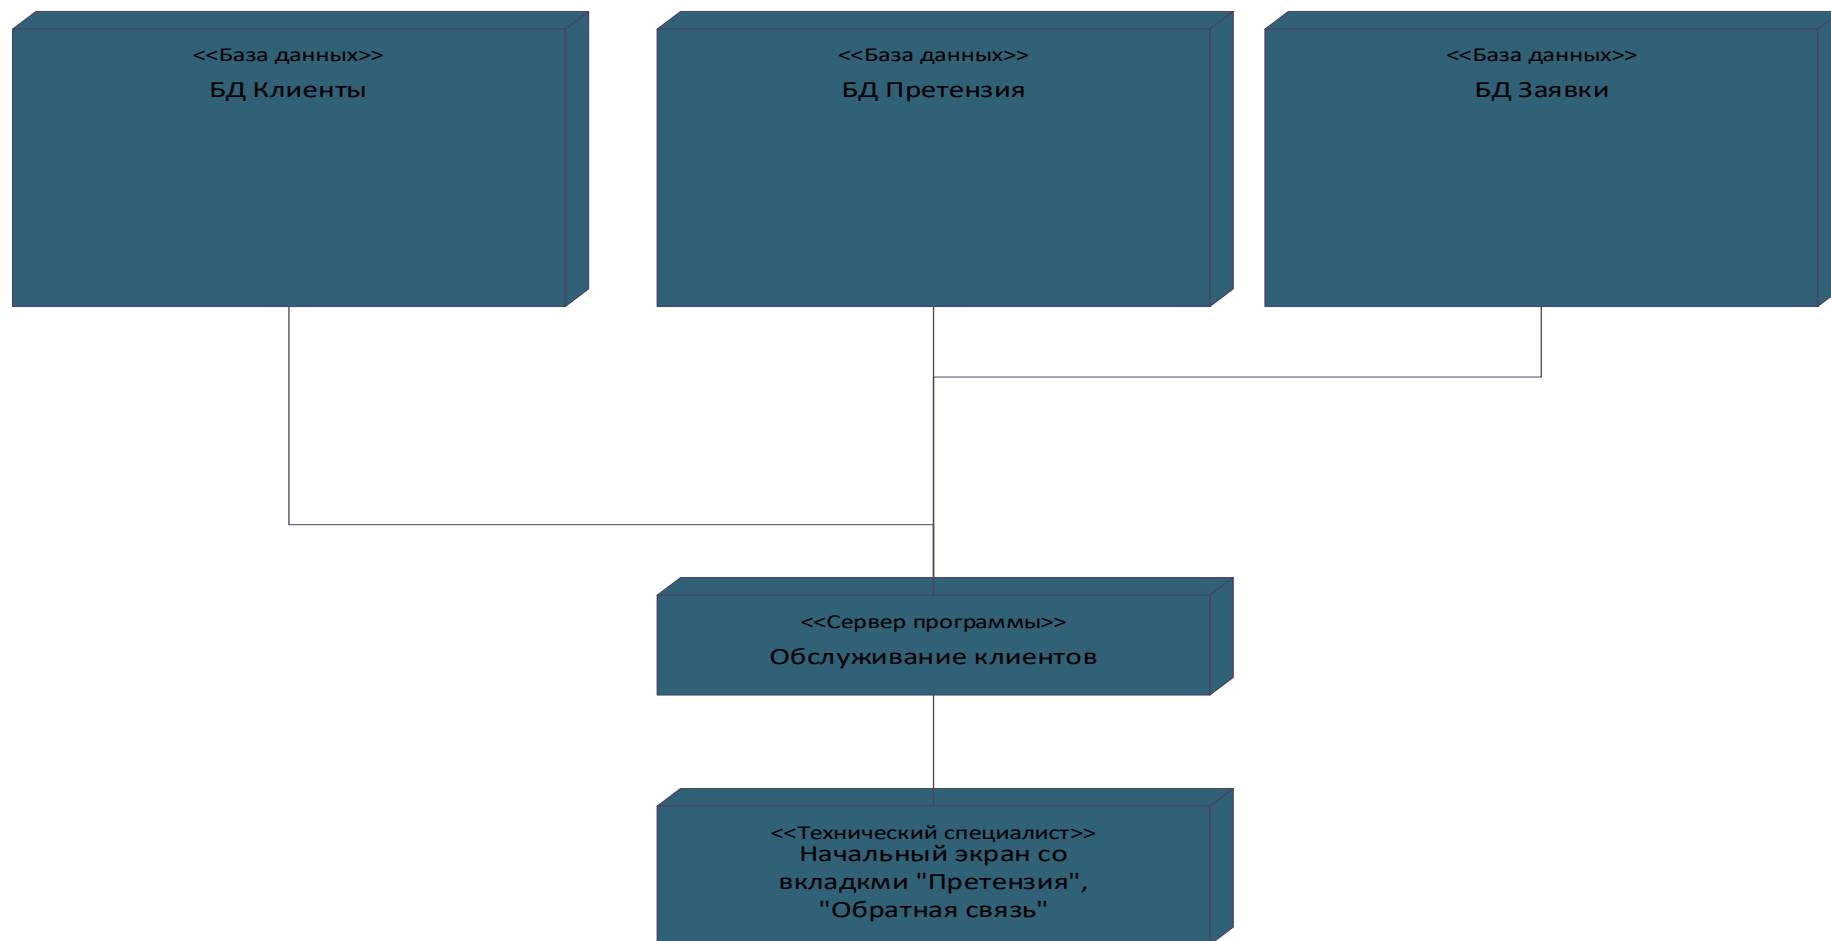 <<База данных>>
БД Клиенты
<<База данных>>
БД Претензия
<<База данных>>
БД Заявки
<<Сервер программы>>
Обслуживание клиентов
<<Технический специалист>>
Начальный экран со
вкладкми "Претензия",
"Обратная связь"